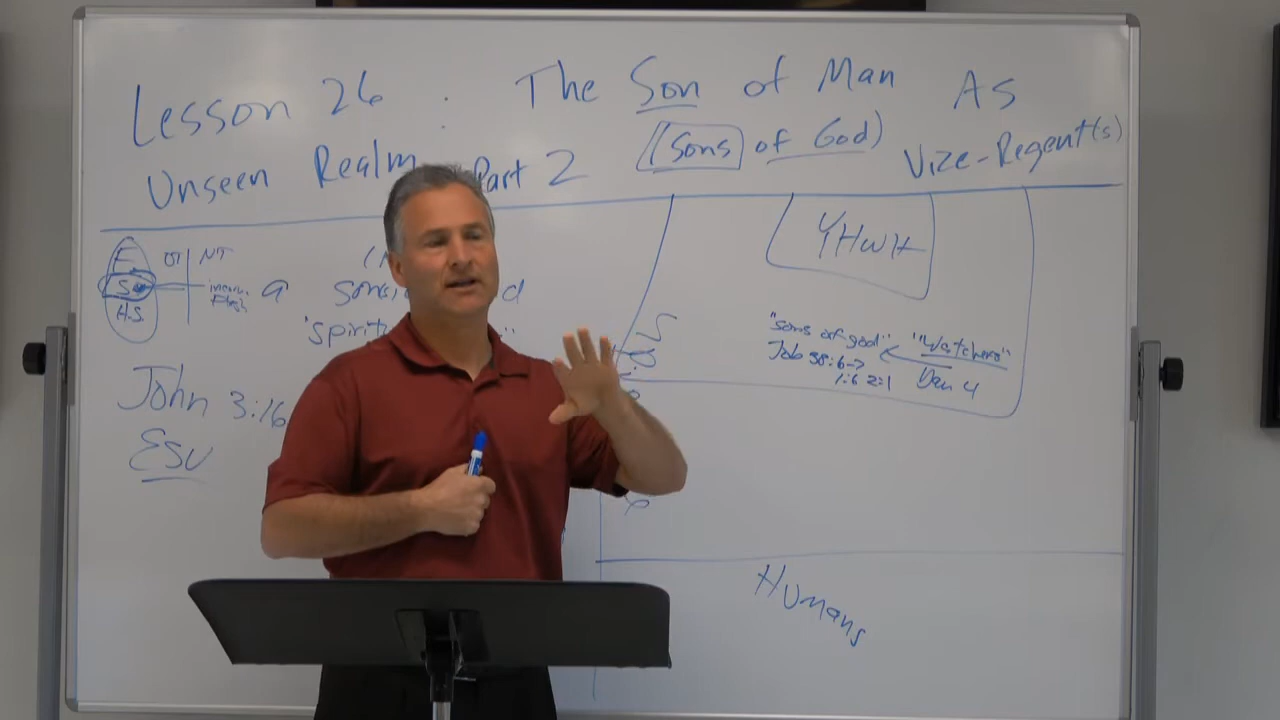 Lesson 26 : The Son of Man As
Unseen Realm Part 2 (Sons of God) Vize-Regent(s)
F OT NT
S
H.S.
a
John 3:16
ESV
YHWH
"sons of god" "Watchers"
Job 38:6-7
1:6 2:1 Dan 4
Humans